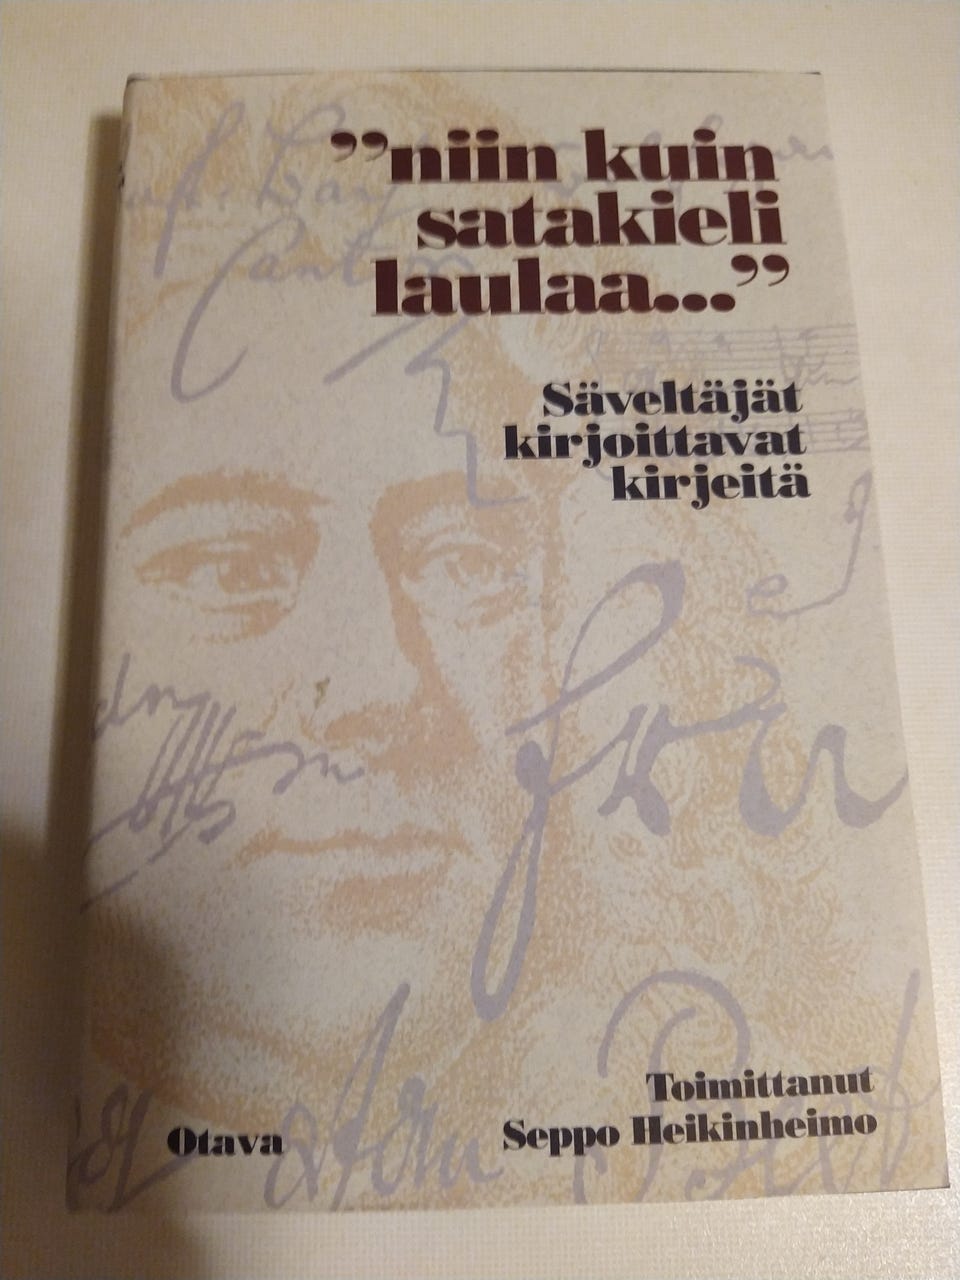 ”niin kuin
satakieli
laulaa...”
Säveltäjät
kirjoittavat
kirjeitä
Toimittanut
Otava
Seppo Heikinheimo